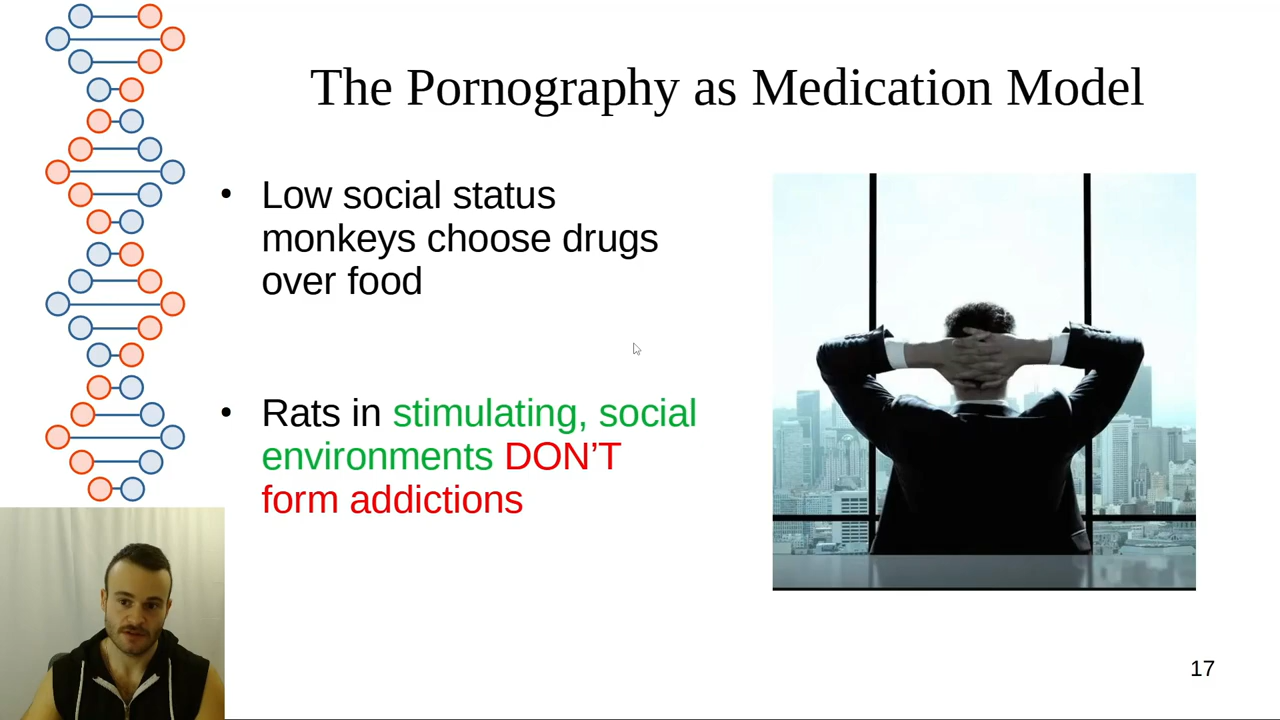 The Pornography as Medication Model
• Low social status
monkeys choose drugs
over food
• Rats in stimulating, social
environments DON’T
form addictions
17